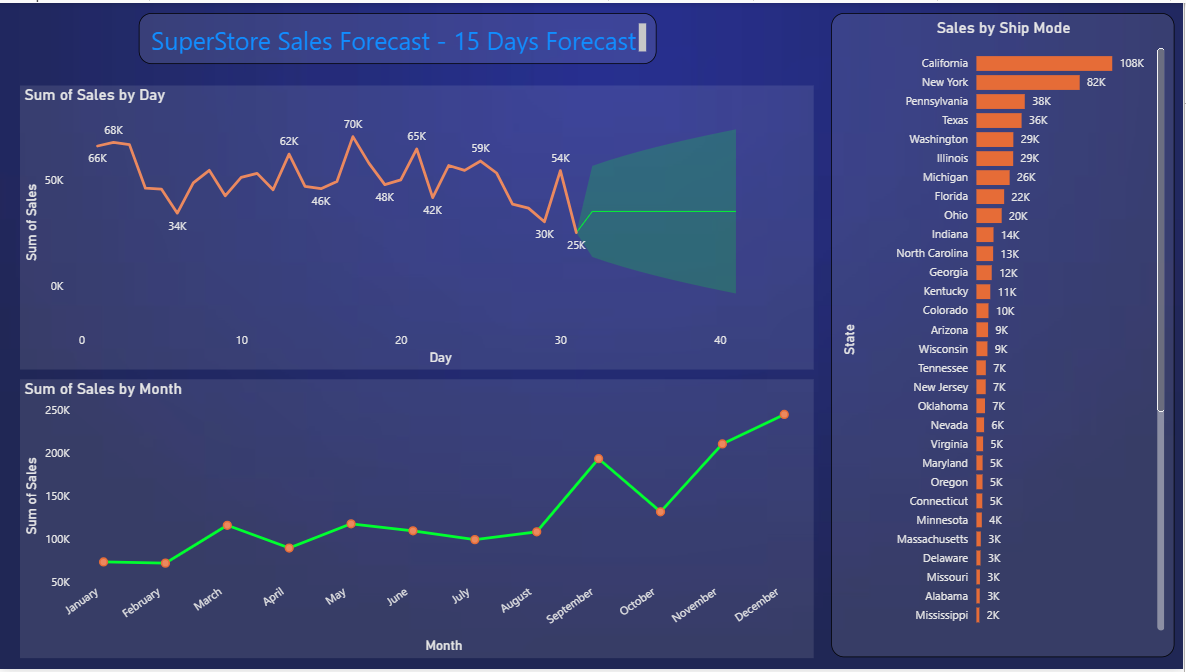 SuperStore Sales Forecast - 15 Days Forecast
Sum of Sales by Day
Sum of Sales
50K
0K
66K
68K
34K
62K
46K
70K
48K
65K
42K
59K
30K
54K
25K
0
10
20
30
40
Day
Sum of Sales by Month
Sum of Sales
250K
200K
150K
100K
50K
January
February
March
April
May
June
July
August
September
October
November
December
Month
Sales by Ship Mode
State
California 108K
New York 82K
Pennsylvania 38K
Texas 36K
Washington 29K
Illinois 29K
Michigan 26K
Florida 22K
Ohio 20K
Indiana 14K
North Carolina 13K
Georgia 12K
Kentucky 11K
Colorado 10K
Arizona 9K
Wisconsin 9K
Tennessee 7K
New Jersey 7K
Oklahoma 7K
Nevada 6K
Virginia 5K
Maryland 5K
Oregon 5K
Connecticut 5K
Minnesota 4K
Massachusetts 3K
Delaware 3K
Missouri 3K
Alabama 3K
Mississippi 2K